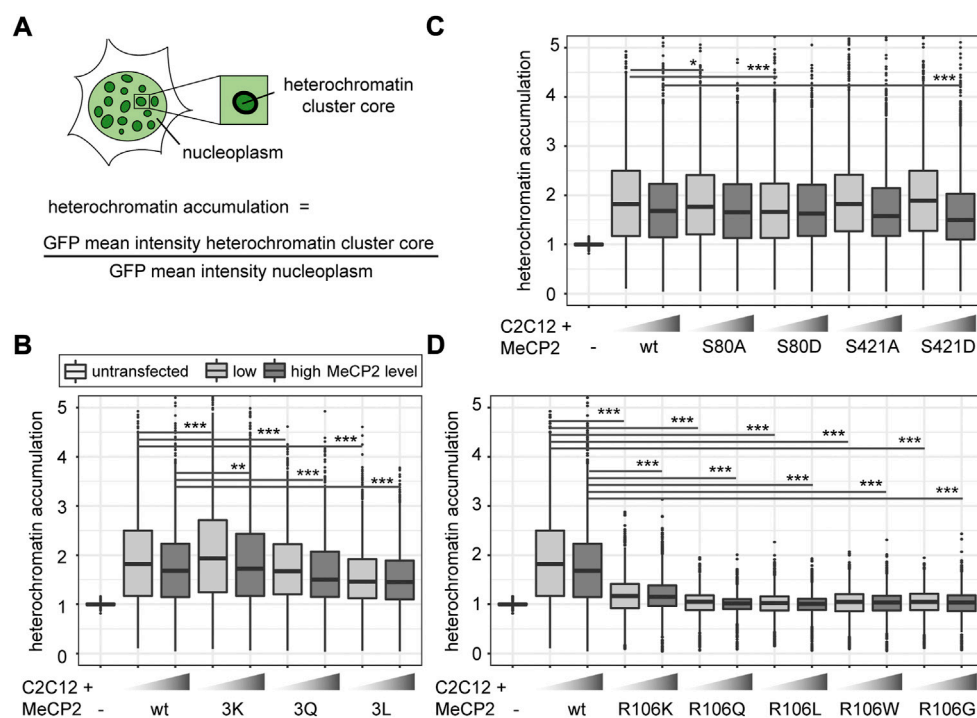 A
heterochromatin
cluster core
nucleoplasm
heterochromatin accumulation =
GFP mean intensity heterochromatin cluster core
GFP mean intensity nucleoplasm
B
untransfected low high MeCP2 level
heterochromatin accumulation
5
4
3
2
1
0
*** *** ***
** *** ***
C2C12 +
MeCP2 - wt 3K 3Q 3L
C
heterochromatin accumulation
5
4
3
2
1
0
* *** ***
C2C12 +
MeCP2 - wt S80A S80D S421A S421D
D
heterochromatin accumulation
5
4
3
2
1
0
*** *** *** *** ***
*** *** *** *** ***
C2C12 +
MeCP2 - wt R106K R106Q R106L R106W R106G